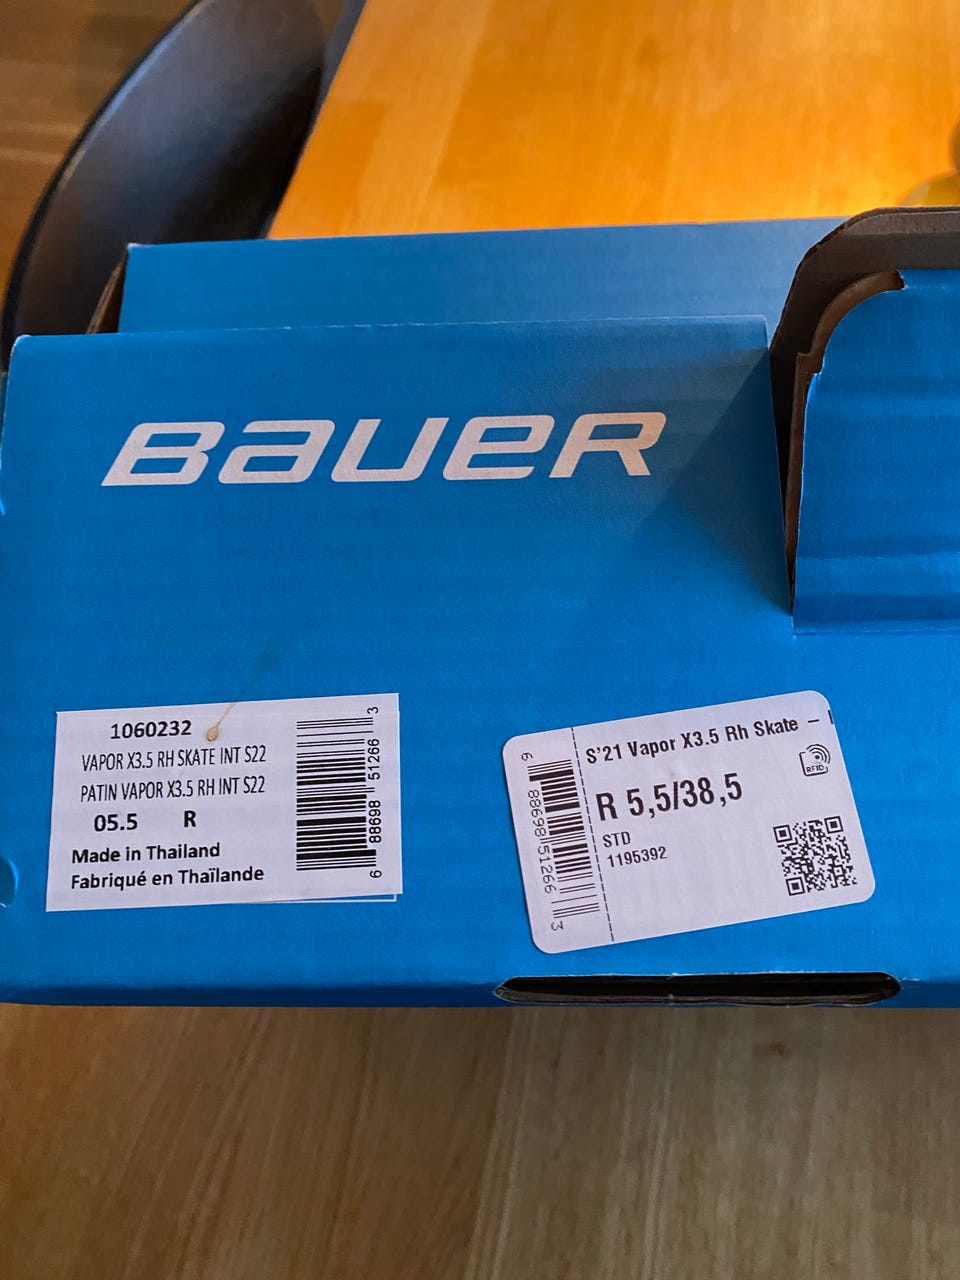 BAUER
1060232
VAPOR X3.5 RH SKATE INT S22
PATIN VAPOR X3.5 RH INT S22
05.5 R
Made in Thailand
Fabriqué en Thaïlande
6 88698 51266 3
S'21 Vapor X3.5 Rh Skate –
R 5,5/38,5
STD
1195392
RFID
6 88698 51266 3